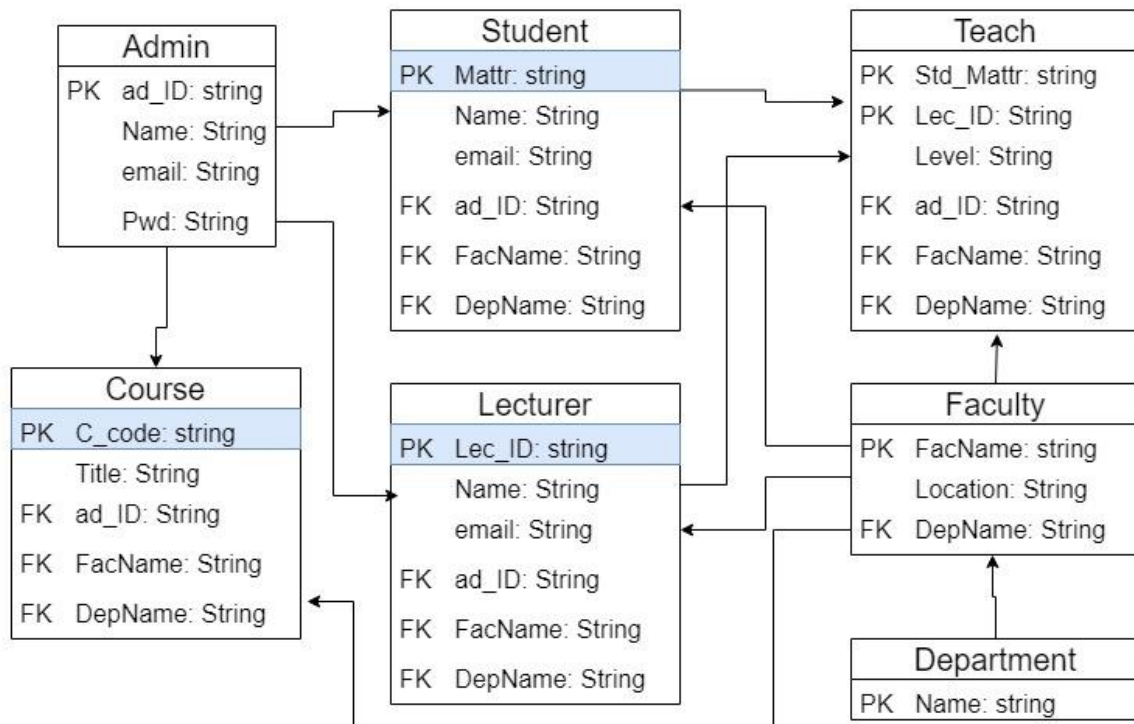 Admin
PK ad_ID: string
Name: String
email: String
Pwd: String
Student
PK Mattr: string
Name: String
email: String
FK ad_ID: String
FK FacName: String
FK DepName: String
Teach
PK Std_Mattr: string
PK Lec_ID: String
Level: String
FK ad_ID: String
FK FacName: String
FK DepName: String
Course
PK C_code: string
Title: String
FK ad_ID: String
FK FacName: String
FK DepName: String
Lecturer
PK Lec_ID: string
Name: String
email: String
FK ad_ID: String
FK FacName: String
FK DepName: String
Faculty
PK FacName: string
Location: String
FK DepName: String
Department
PK Name: string